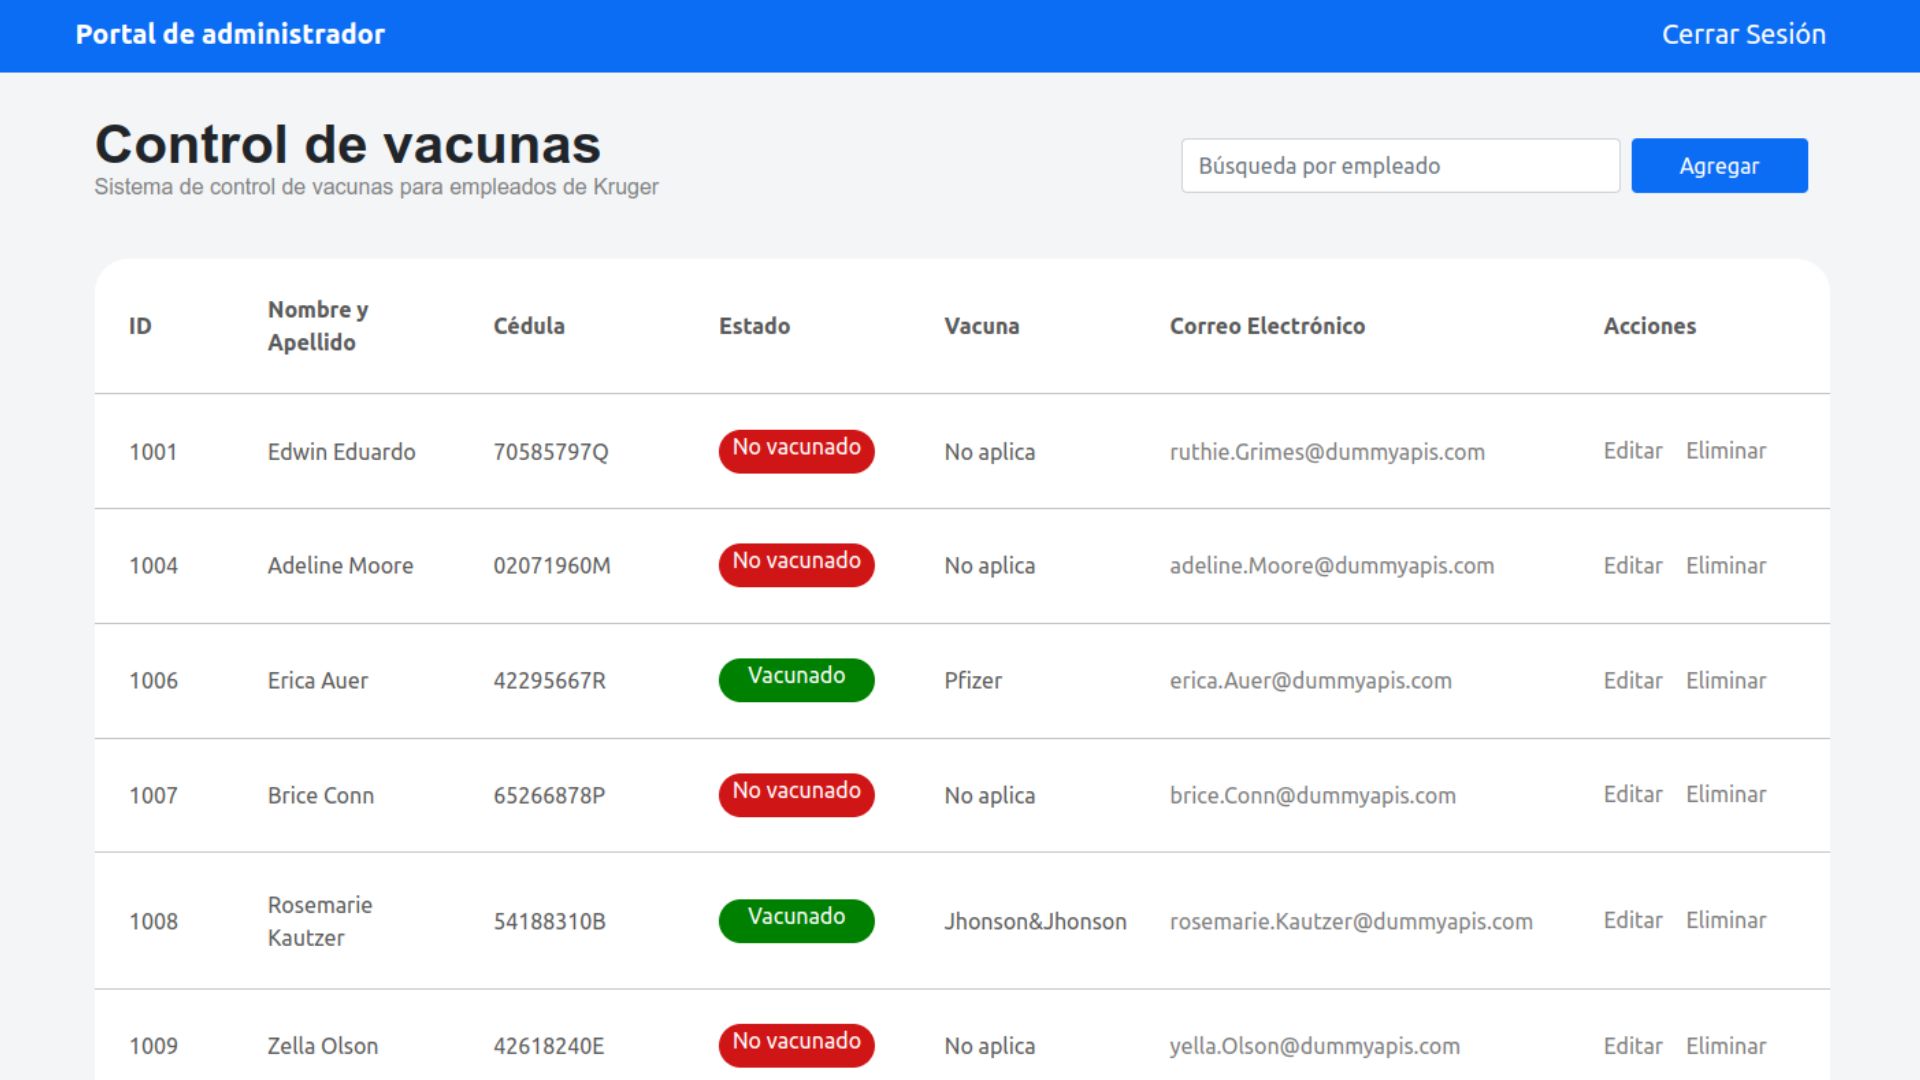 Portal de administrador
Cerrar Sesión
Control de vacunas
Sistema de control de vacunas para empleados de Kruger
Búsqueda por empleado
Agregar
ID
Nombre y
Apellido
Cédula
Estado
Vacuna
Correo Electrónico
Acciones
1001
Edwin Eduardo
70585797Q
No vacunado
No aplica
ruthie.Grimes@dummyapis.com
Editar
Eliminar
1004
Adeline Moore
02071960M
No vacunado
No aplica
adeline.Moore@dummyapis.com
Editar
Eliminar
1006
Erica Auer
42295667R
Vacunado
Pfizer
erica.Auer@dummyapis.com
Editar
Eliminar
1007
Brice Conn
65266878P
No vacunado
No aplica
brice.Conn@dummyapis.com
Editar
Eliminar
1008
Rosemarie
Kautzer
54188310B
Vacunado
Jhonson&Jhonson
rosemarie.Kautzer@dummyapis.com
Editar
Eliminar
1009
Zella Olson
42618240E
No vacunado
No aplica
yella.Olson@dummyapis.com
Editar
Eliminar